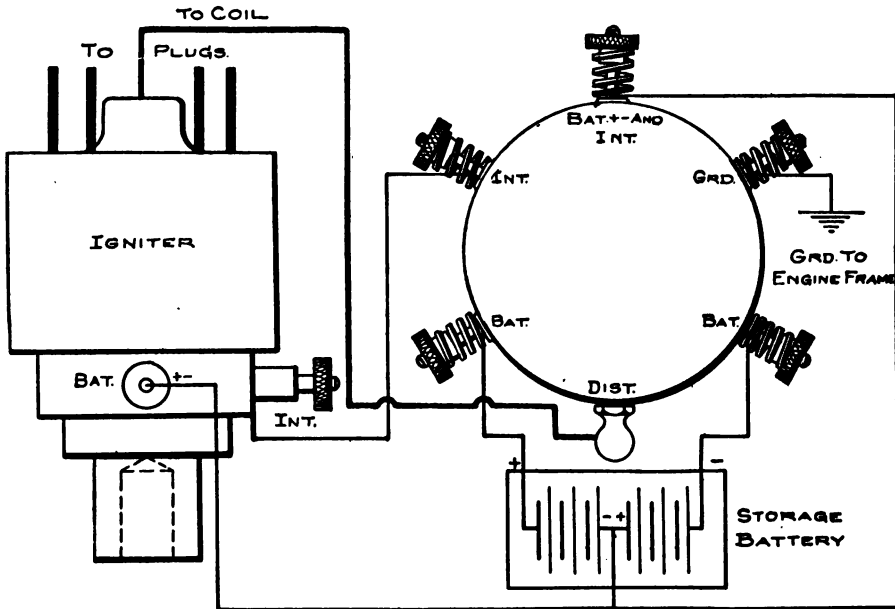 TO COIL
TO PLUGS.
IGNITER
BAT.
+-
INT.
BAT.+-AND
INT.
INT.
GRD.
GRD. TO
ENGINE FRAME
BAT.
BAT.
DIST.
+
-
-+
STORAGE
BATTERY